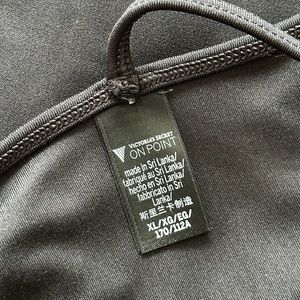 VICTORIA'S SECRET
ON POINT
made in Sri Lanka/
fabriqué au Sri Lanka/
hecho en Sri Lanka/
fabricato in Sri
Lanka/
斯里兰卡制造
XL/XG/EG/
170/112A